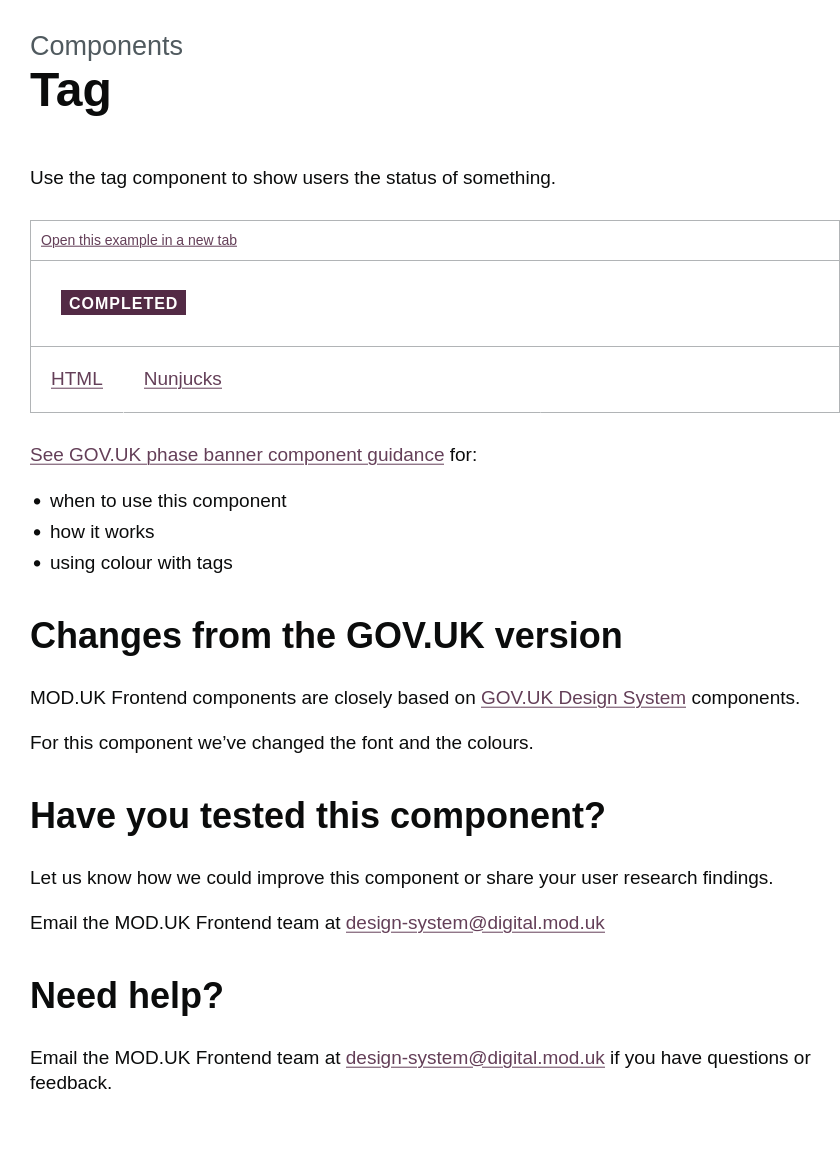 Components
Tag
Use the tag component to show users the status of something.
Open this example in a new tab
COMPLETED
HTML Nunjucks
See GOV.UK phase banner component guidance for:
• when to use this component
• how it works
• using colour with tags
Changes from the GOV.UK version
MOD.UK Frontend components are closely based on GOV.UK Design System components.
For this component we’ve changed the font and the colours.
Have you tested this component?
Let us know how we could improve this component or share your user research findings.
Email the MOD.UK Frontend team at design-system@digital.mod.uk
Need help?
Email the MOD.UK Frontend team at design-system@digital.mod.uk if you have questions or
feedback.